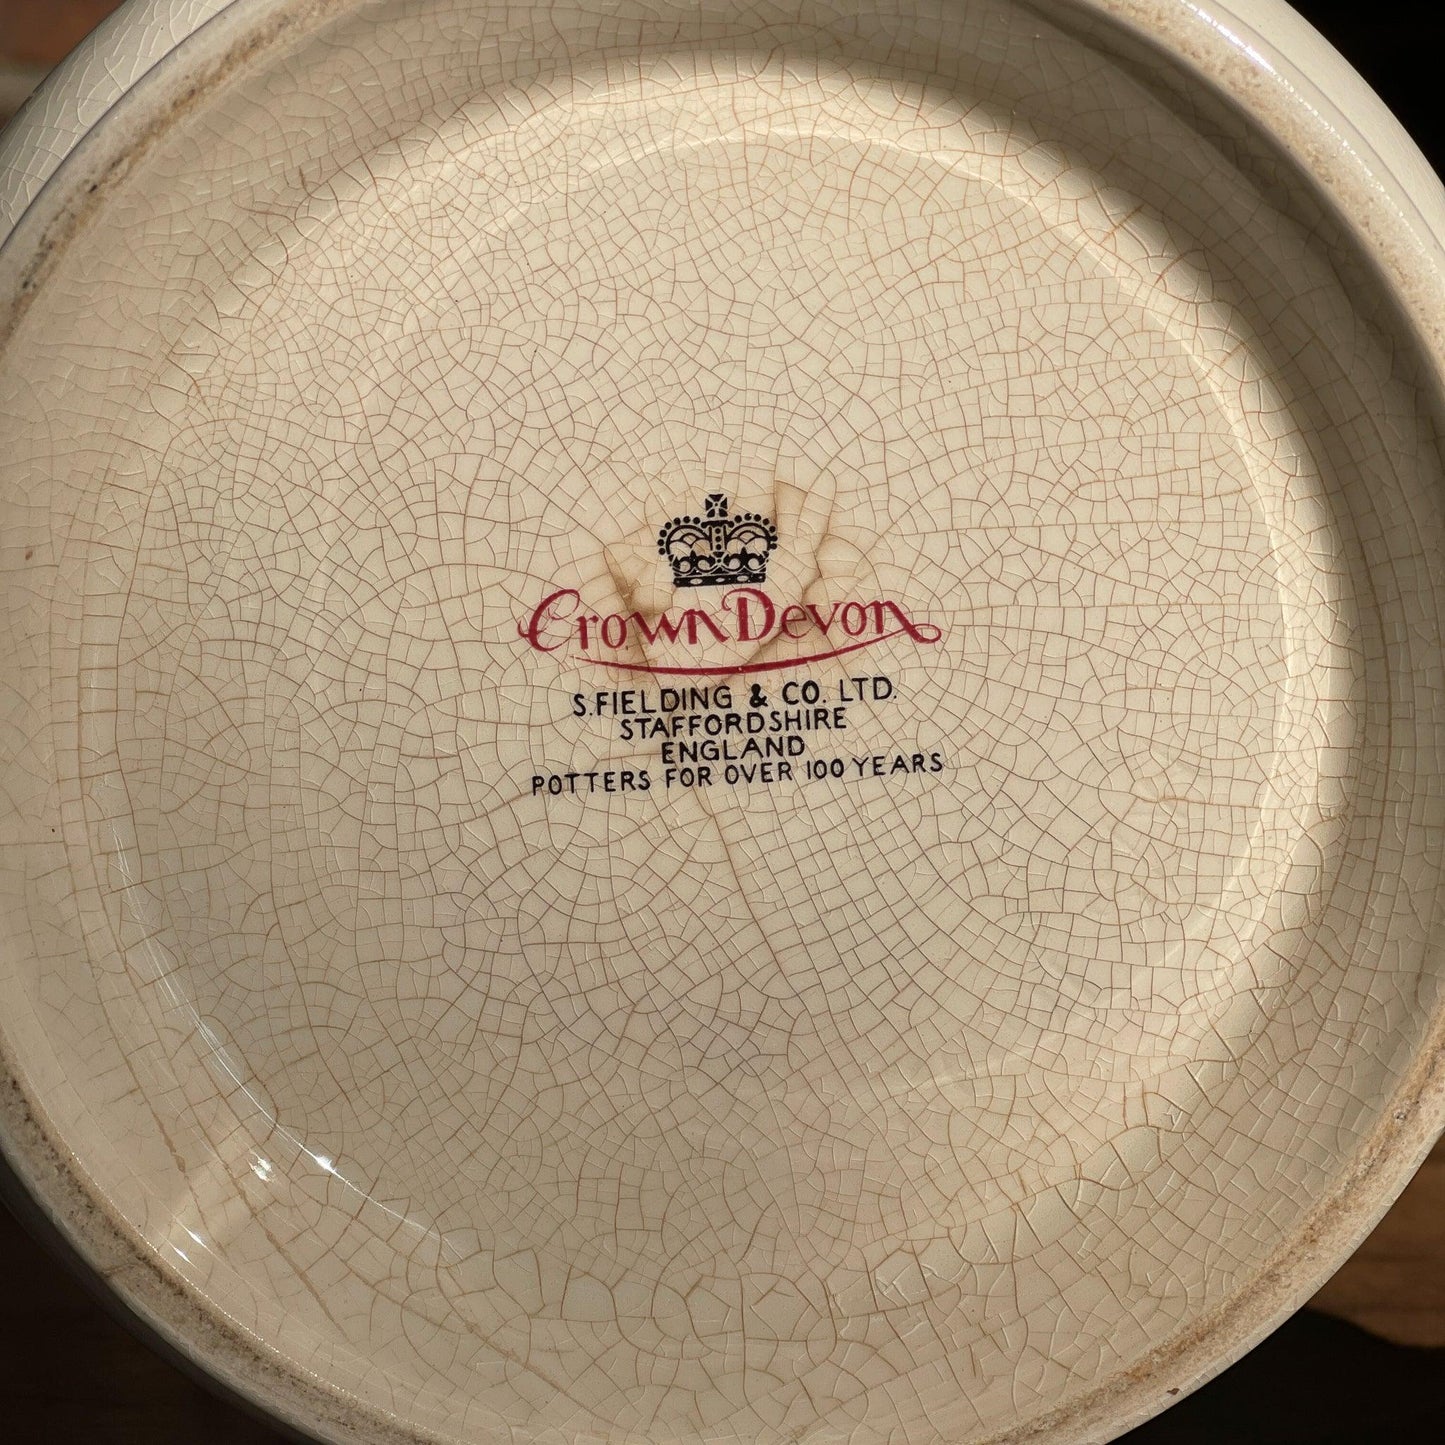 Crown Devon
S.FIELDING & CO. LTD.
STAFFORDSHIRE
ENGLAND
POTTERS FOR OVER 100 YEARS